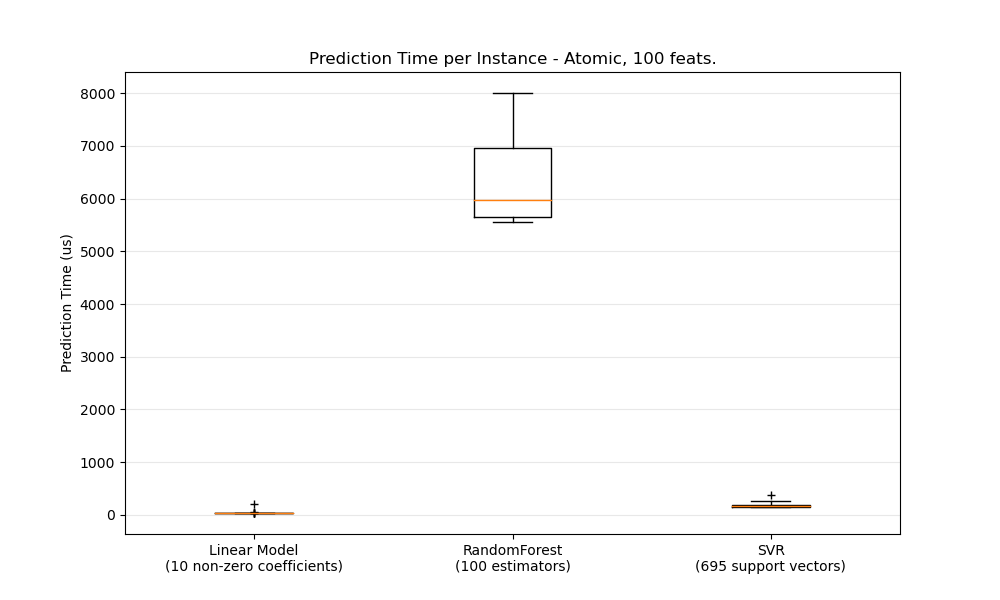 Prediction Time per Instance - Atomic, 100 feats.
8000
7000
6000
5000
4000
3000
2000
1000
0
Prediction Time (us)
Linear Model
(10 non-zero coefficients)
RandomForest
(100 estimators)
SVR
(695 support vectors)